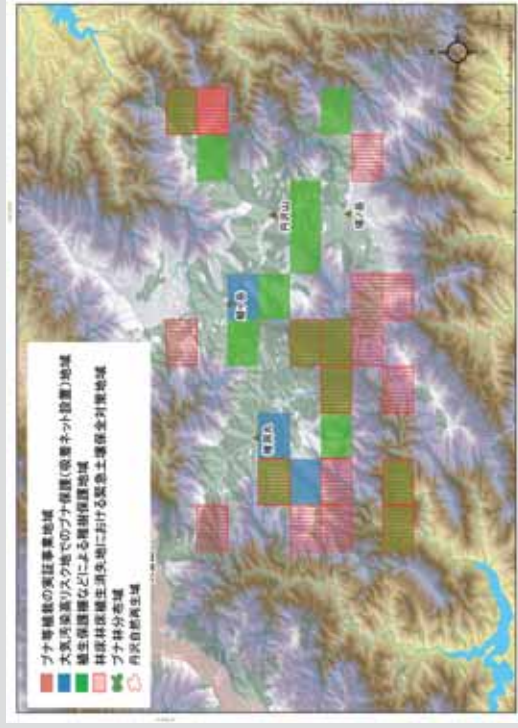 ブナ等植栽の実証事業地域
大気汚染高リスク地でのブナ保護(吸着ネット設置)地域
植生保護柵などによる稚樹保護地域
林床植生消失地における緊急土壌保全対策地域
ブナ林分布域
丹沢自然再生域
檜洞丸
蛭ヶ岳
丹沢山
塔ノ岳